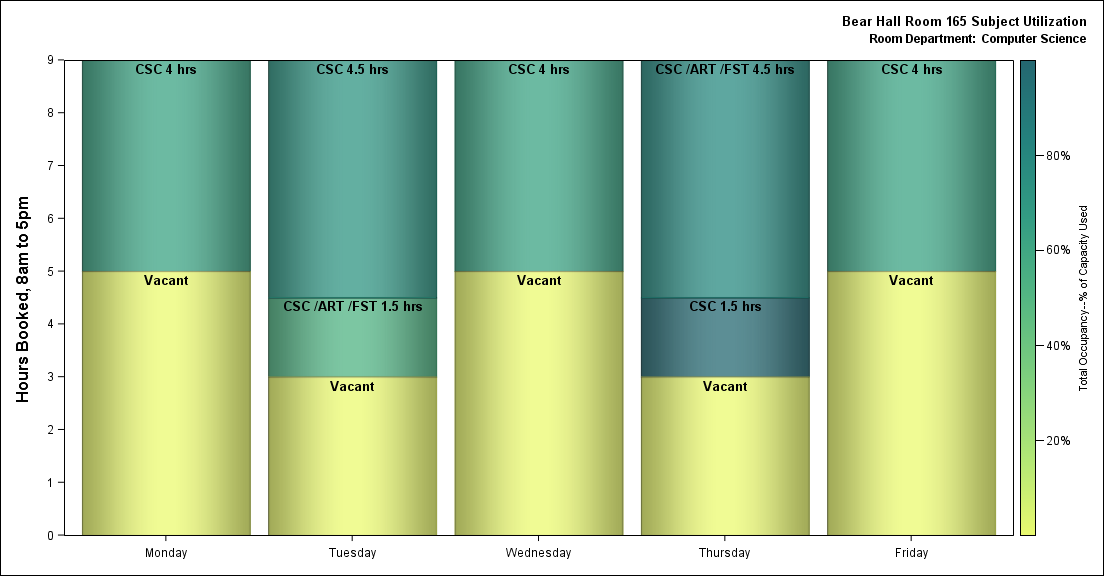 Bear Hall Room 165 Subject Utilization
Room Department: Computer Science
Hours Booked, 8am to 5pm
9
8
7
6
5
4
3
2
1
0
CSC 4 hrs
Vacant
CSC 4.5 hrs
CSC /ART /FST 1.5 hrs
Vacant
CSC 4 hrs
Vacant
CSC /ART /FST 4.5 hrs
CSC 1.5 hrs
Vacant
CSC 4 hrs
Vacant
Monday
Tuesday
Wednesday
Thursday
Friday
80%
60%
40%
20%
Total Occupancy--% of Capacity Used